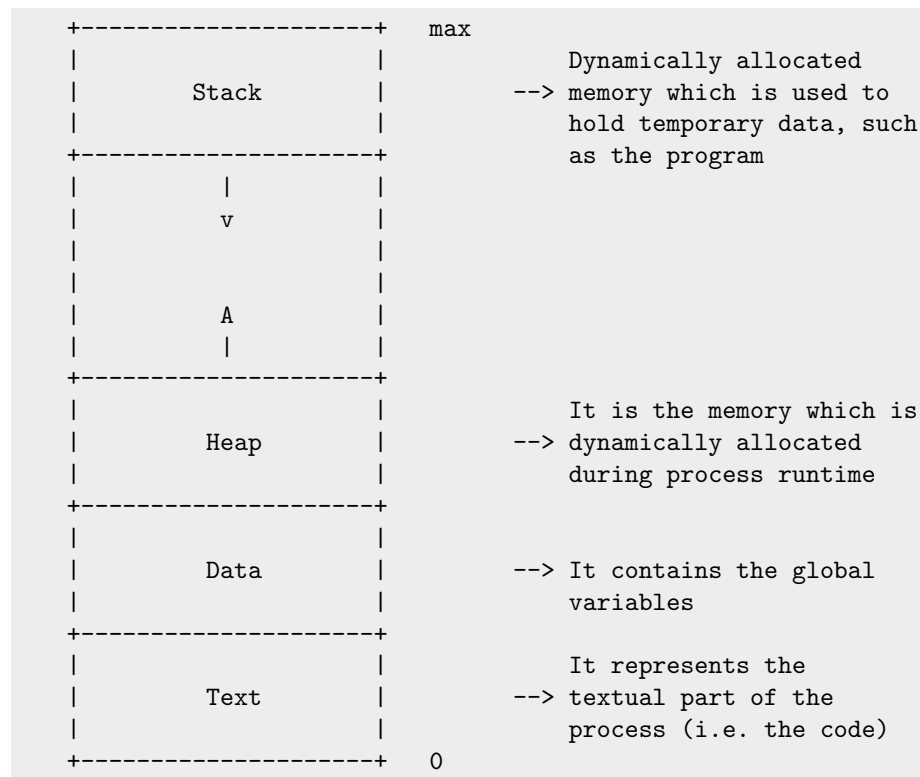 +---------------------+  max
|                     |          Dynamically allocated
|        Stack        |      --> memory which is used to
|                     |          hold temporary data, such
+---------------------+          as the program
|          |          |
|          v          |
|                     |
|                     |
|          A          |
|          |          |
+---------------------+
|                     |          It is the memory which is
|         Heap        |      --> dynamically allocated
|                     |          during process runtime
+---------------------+
|                     |
|         Data        |      --> It contains the global
|                     |          variables
+---------------------+
|                     |          It represents the
|         Text        |      --> textual part of the
|                     |          process (i.e. the code)
+---------------------+  0